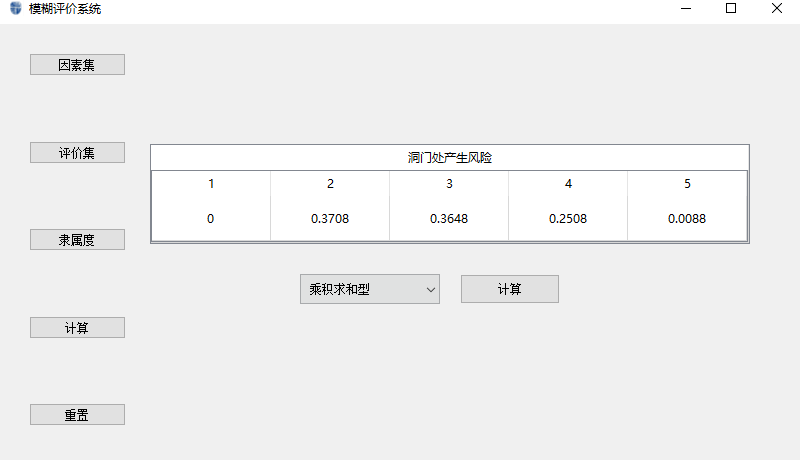 模糊评价系统
因素集
评价集
洞门处产生风险
1 2 3 4 5
0 0.3708 0.3648 0.2508 0.0088
隶属度
乘积求和型 计算
计算
重置